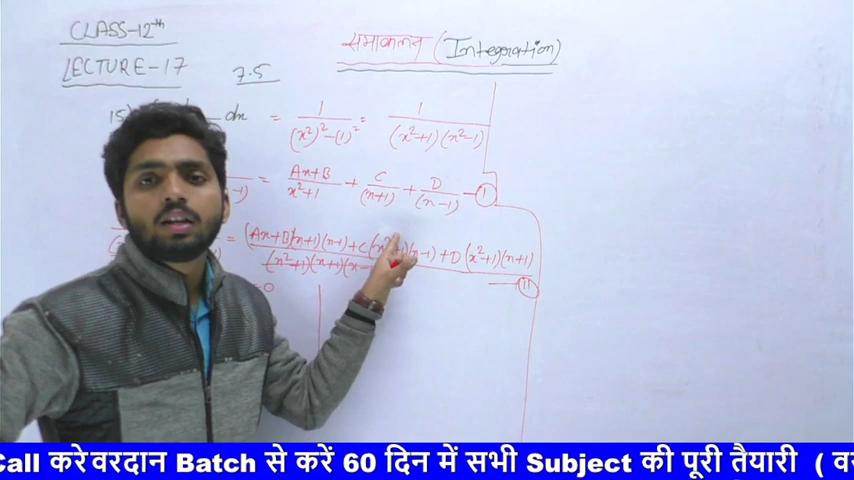 CLASS-12th
समाकलन (Integration)
LECTURE-17
7.5
15) dx = 1/((x²)² - (1)²) = 1/((x²+1)(x²-1))
-1) = (Ax+B)/(x²+1) + C/(x+1) + D/(x-1) — I
= ((Ax+B)(x+1)(x-1) + C(x²+1)(x-1) + D(x²+1)(x+1))/((x²+1)(x+1)(x-
— II
=0
Call करे वरदान Batch से करें 60 दिन में सभी Subject की पूरी तैयारी ( वर